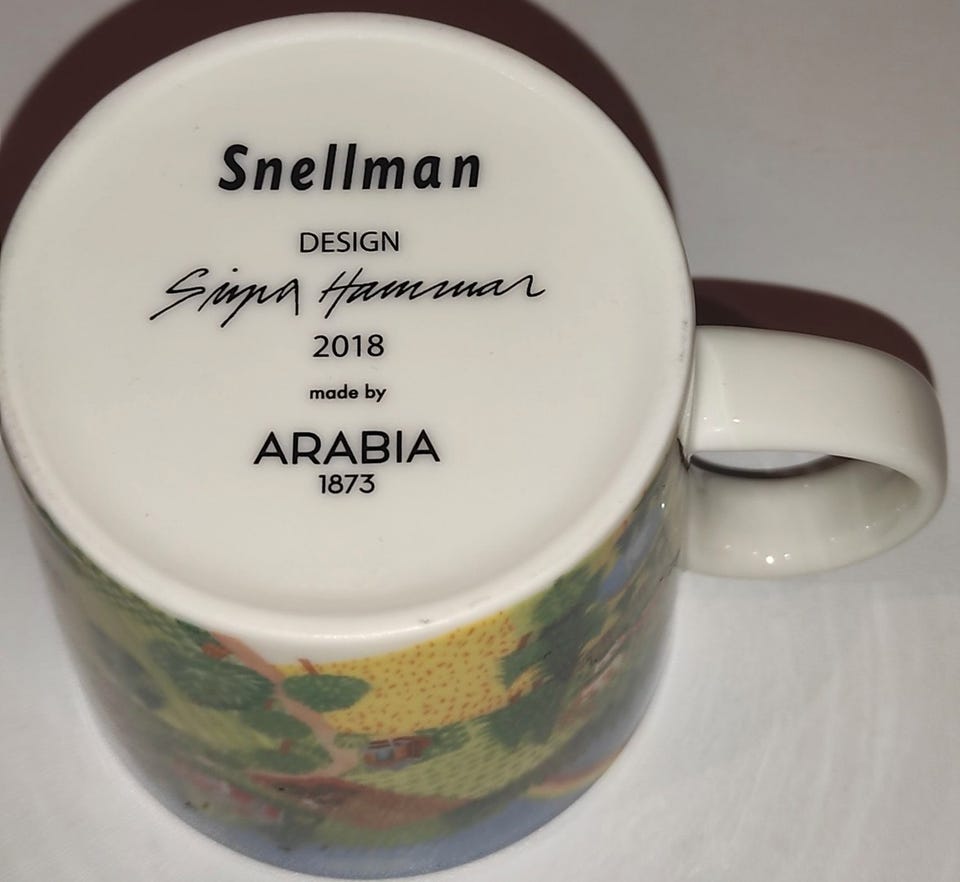 Snellman
DESIGN
Sirpa Hammar
2018
made by
ARABIA
1873